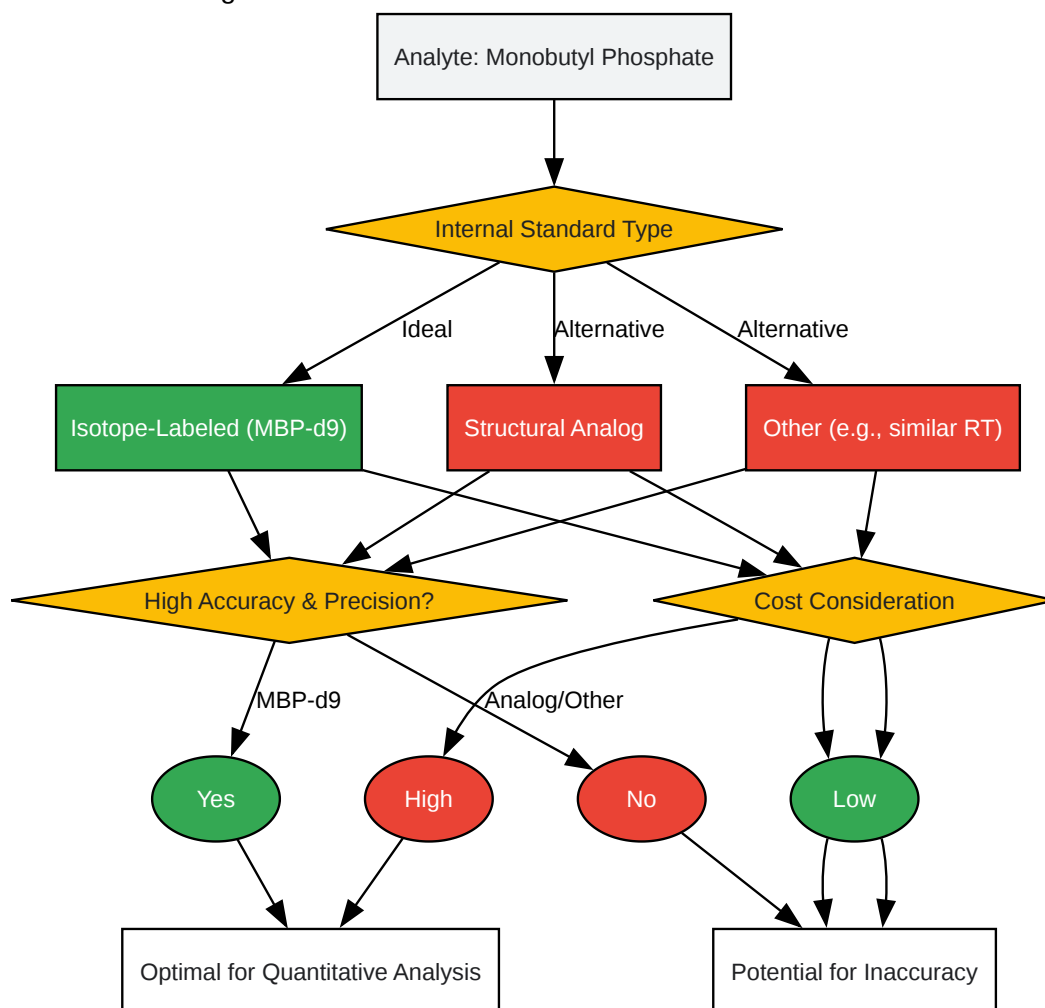 Analyte: Monobutyl Phosphate
Internal Standard Type
Ideal
Alternative
Alternative
Isotope-Labeled (MBP-d9)
Structural Analog
Other (e.g., similar RT)
High Accuracy & Precision?
Cost Consideration
MBP-d9
Analog/Other
Yes
High
No
Low
Optimal for Quantitative Analysis
Potential for Inaccuracy